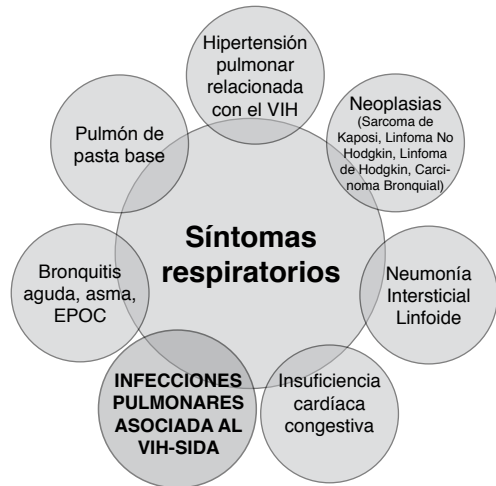 Hipertensión
pulmonar
relacionada
con el VIH
Neoplasias
(Sarcoma de
Kaposi, Linfoma No
Hodgkin, Linfoma
de Hodgkin, Carci-
noma Bronquial)
Pulmón de
pasta base
Síntomas
respiratorios
Bronquitis
aguda, asma,
EPOC
Neumonía
Intersticial
Linfoide
INFECCIONES
PULMONARES
ASOCIADA AL
VIH-SIDA
Insuficiencia
cardíaca
congestiva